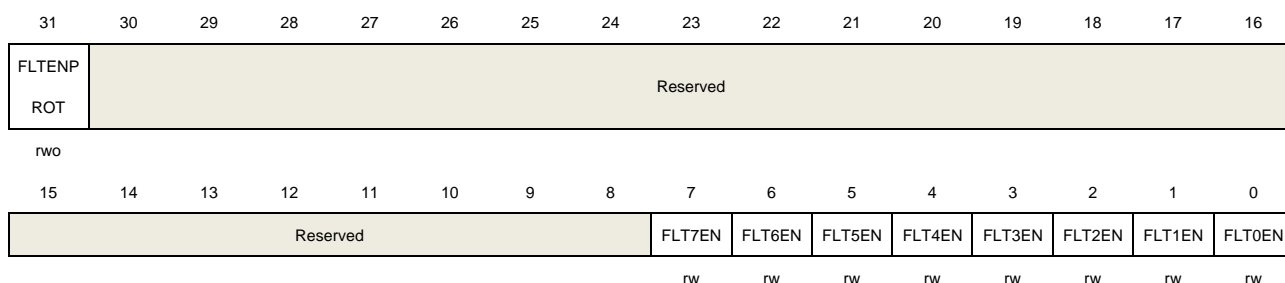 31 30 29 28 27 26 25 24 23 22 21 20 19 18 17 16
FLTENP
ROT
Reserved
rwo
15 14 13 12 11 10 9 8 7 6 5 4 3 2 1 0
Reserved FLT7EN FLT6EN FLT5EN FLT4EN FLT3EN FLT2EN FLT1EN FLT0EN
rw rw rw rw rw rw rw rw